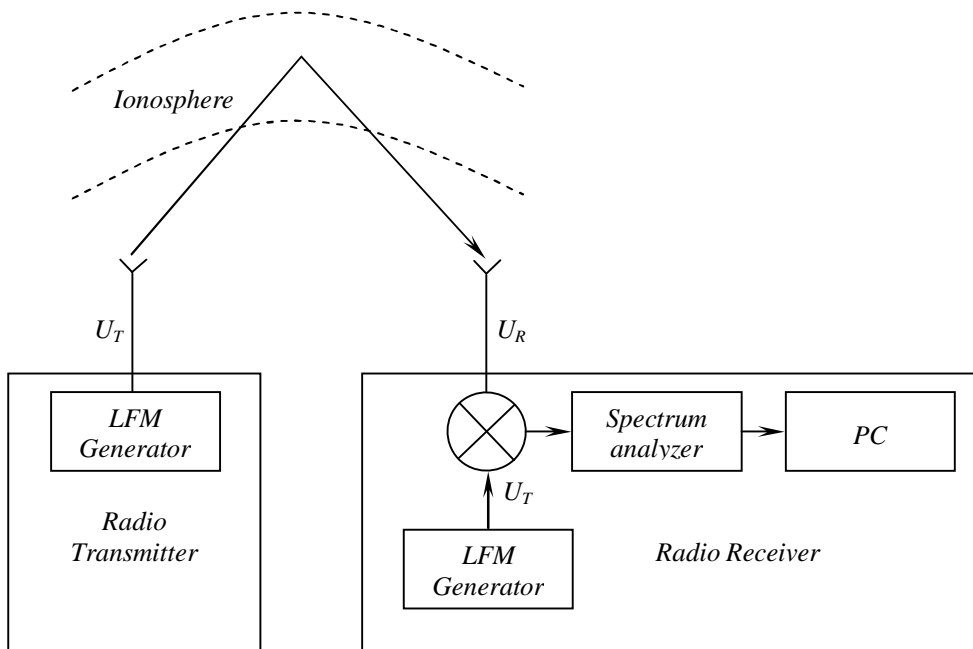 Ionosphere
U_T
U_R
LFM
Generator
Spectrum
analyzer
PC
U_T
Radio
Transmitter
LFM
Generator
Radio Receiver